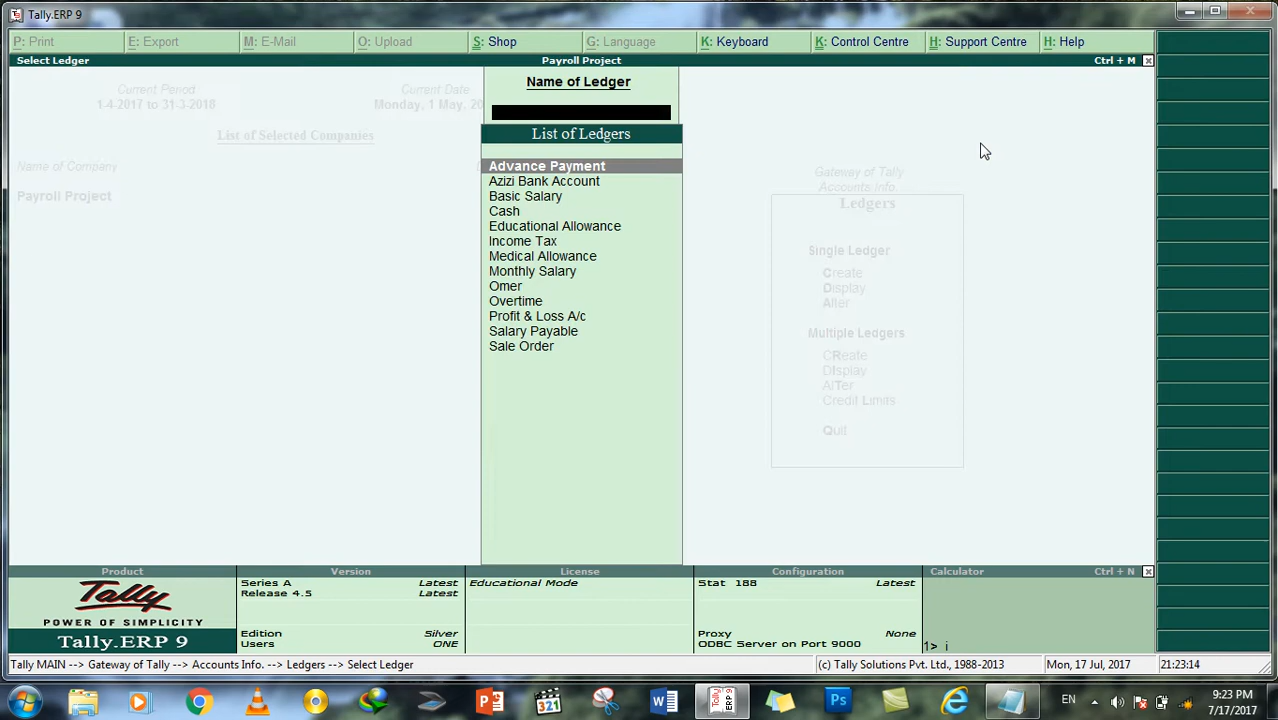 Tally.ERP 9
P: Print
E: Export
M: E-Mail
O: Upload
S: Shop
G: Language
K: Keyboard
K: Control Centre
H: Support Centre
H: Help
Select Ledger
Payroll Project
Ctrl + M
Current Period
1-4-2017 to 31-3-2018
Current Date
Monday, 1 May, 20
List of Selected Companies
Name of Company
Payroll Project
Name of Ledger
List of Ledgers
Advance Payment
Azizi Bank Account
Basic Salary
Cash
Educational Allowance
Income Tax
Medical Allowance
Monthly Salary
Omer
Overtime
Profit & Loss A/c
Salary Payable
Sale Order
Gateway of Tally
Accounts Info.
Ledgers
Single Ledger
Create
Display
Alter
Multiple Ledgers
CReate
DIsplay
AlTer
Credit Limits
Quit
Product
Tally
POWER OF SIMPLICITY
Tally.ERP 9
Version
Series A Latest
Release 4.5 Latest
Edition Silver
Users ONE
License
Educational Mode
Configuration
Stat 188 Latest
Proxy None
ODBC Server on Port 9000
Calculator
Ctrl + N
1> i
Tally MAIN --> Gateway of Tally --> Accounts Info. --> Ledgers --> Select Ledger
(c) Tally Solutions Pvt. Ltd., 1988-2013
Mon, 17 Jul, 2017
21:23:14
321
Tally
ERP 9
Ps
EN
9:23 PM
7/17/2017